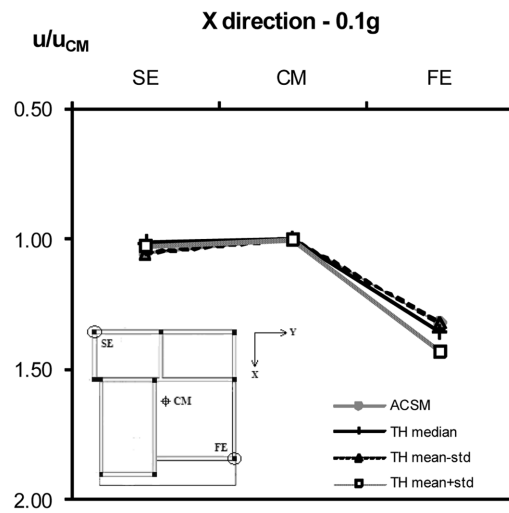 X direction - 0.1g
u/uCM
SE CM FE
0.50
1.00
1.50
2.00
SE
Y
X
CM
FE
ACSM
TH median
TH mean-std
TH mean+std